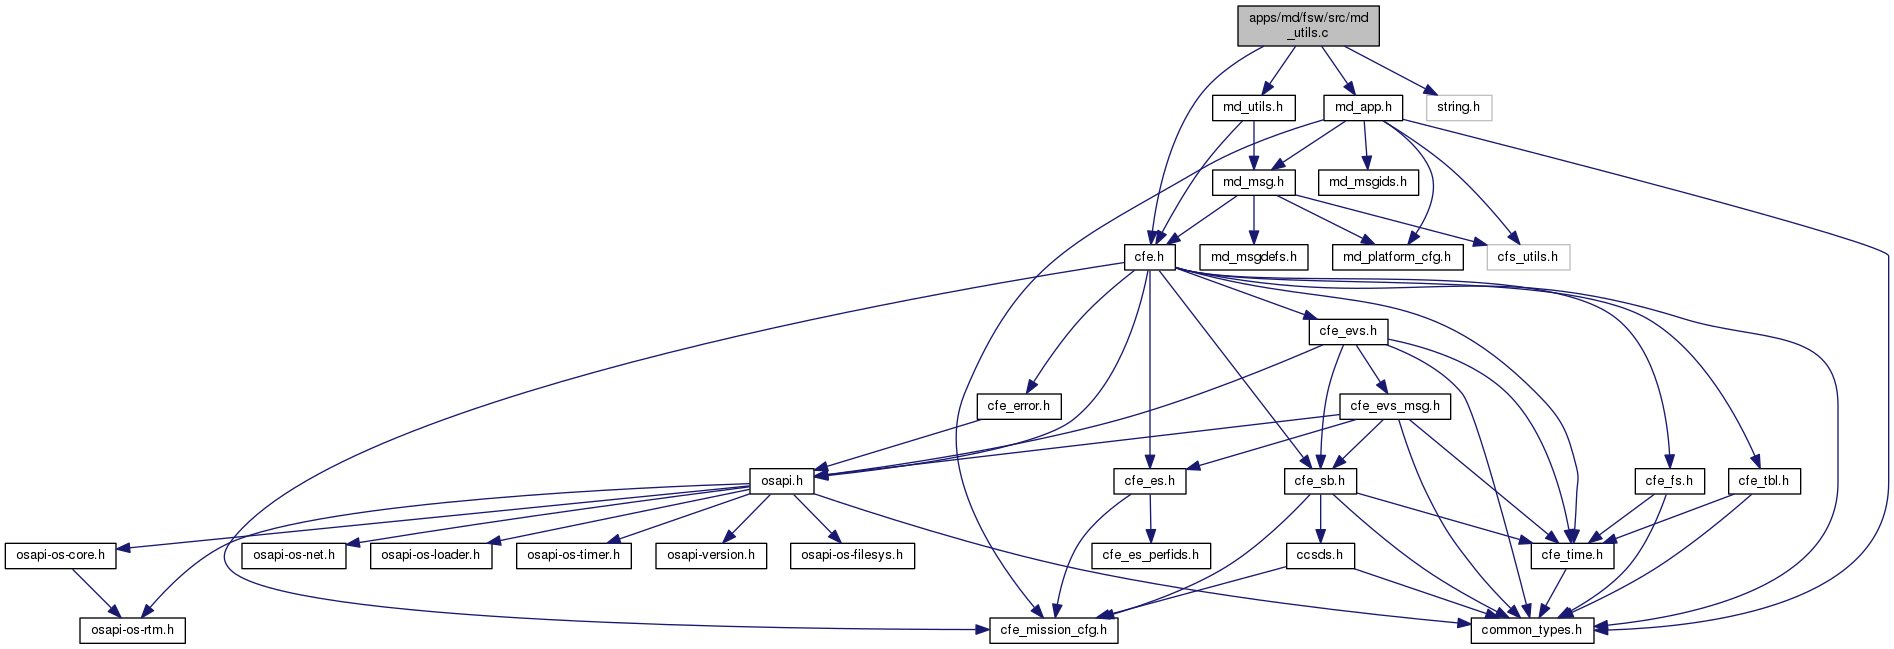 apps/md/fsw/src/md
_utils.c
md_utils.h
md_app.h
string.h
md_msg.h
md_msgids.h
cfe.h
md_msgdefs.h
md_platform_cfg.h
cfs_utils.h
cfe_evs.h
cfe_error.h
cfe_evs_msg.h
osapi.h
cfe_es.h
cfe_sb.h
cfe_fs.h
cfe_tbl.h
osapi-os-core.h
osapi-os-net.h
osapi-os-loader.h
osapi-os-timer.h
osapi-version.h
osapi-os-filesys.h
cfe_es_perfids.h
ccsds.h
cfe_time.h
osapi-os-rtm.h
cfe_mission_cfg.h
common_types.h